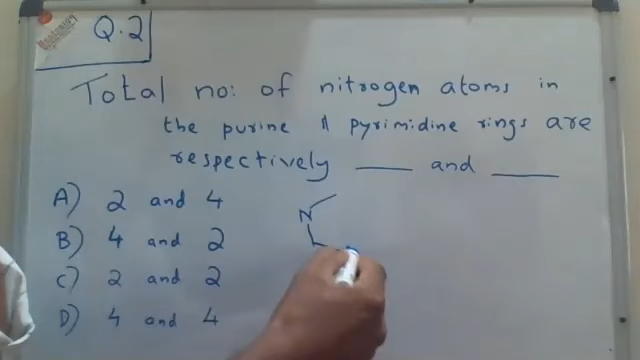 Q.2
Total no: of nitrogen atoms in
the purine & pyrimidine rings are
respectively ____ and ____
A) 2 and 4
B) 4 and 2
C) 2 and 2
D) 4 and 4
N